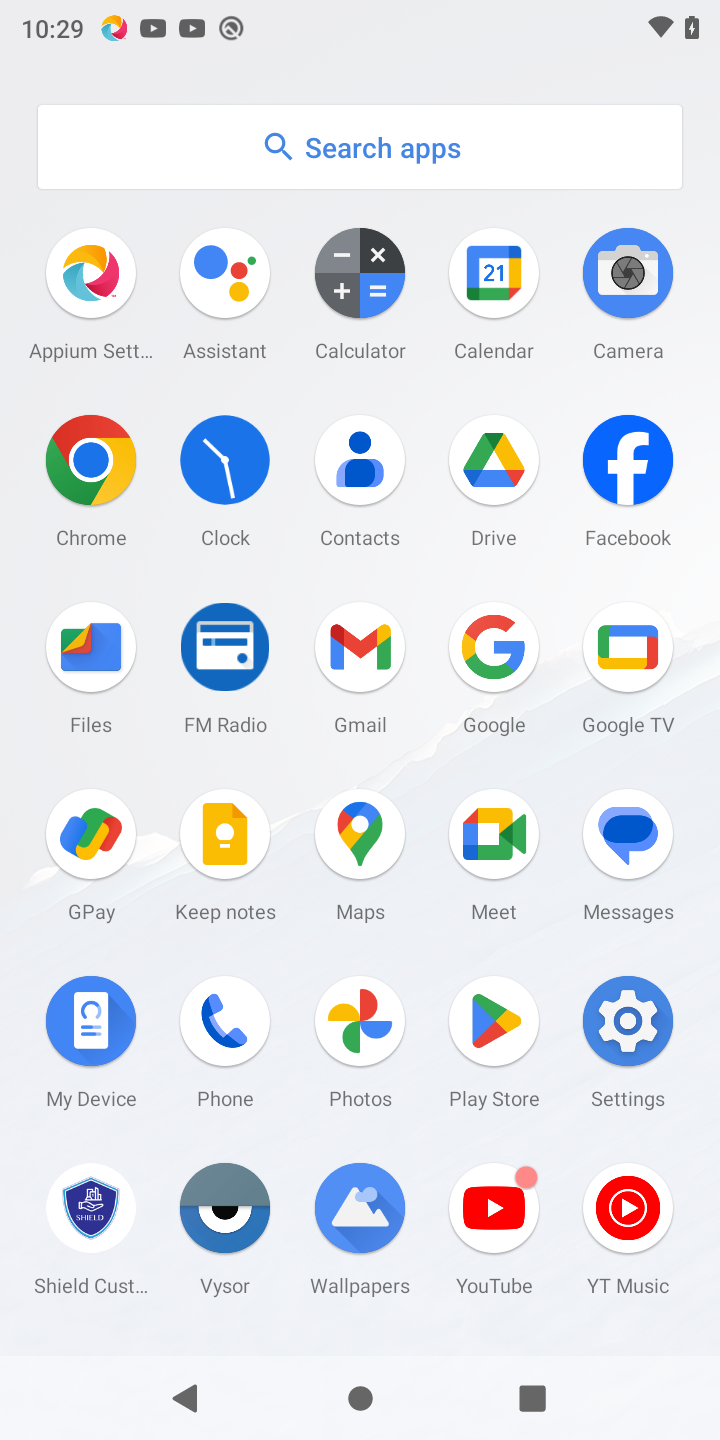 10:29
Search apps
21
Appium Sett… Assistant Calculator Calendar Camera
Chrome Clock Contacts Drive Facebook
Files FM Radio Gmail Google Google TV
GPay Keep notes Maps Meet Messages
My Device Phone Photos Play Store Settings
SHIELD
Shield Cust… Vysor Wallpapers YouTube YT Music